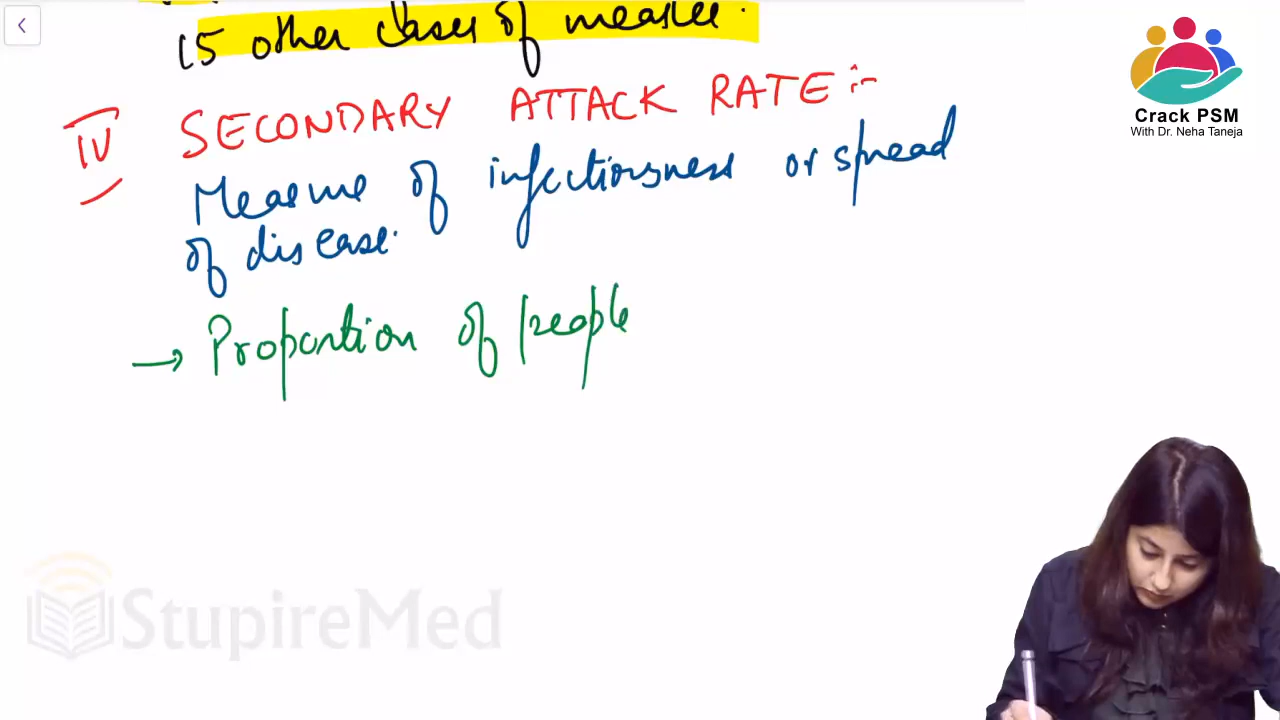 15 other cases of measles.
IV SECONDARY ATTACK RATE :-
Measure of infectiousness or spread
of disease.
→ Proportion of people
Crack PSM
With Dr. Neha Taneja
StupireMed